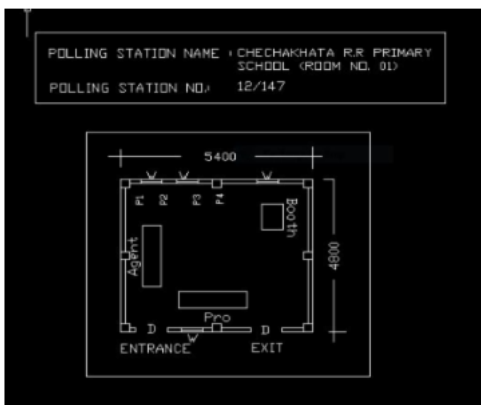 POLLING STATION NAME : CHECHAKHATA R.R PRIMARY
SCHOOL (ROOM NO. 01)
POLLING STATION NO.: 12/147
5400
W W W
P1 P2 P3 P4
Booth
Agent
4800
Pro
D W D
ENTRANCE EXIT